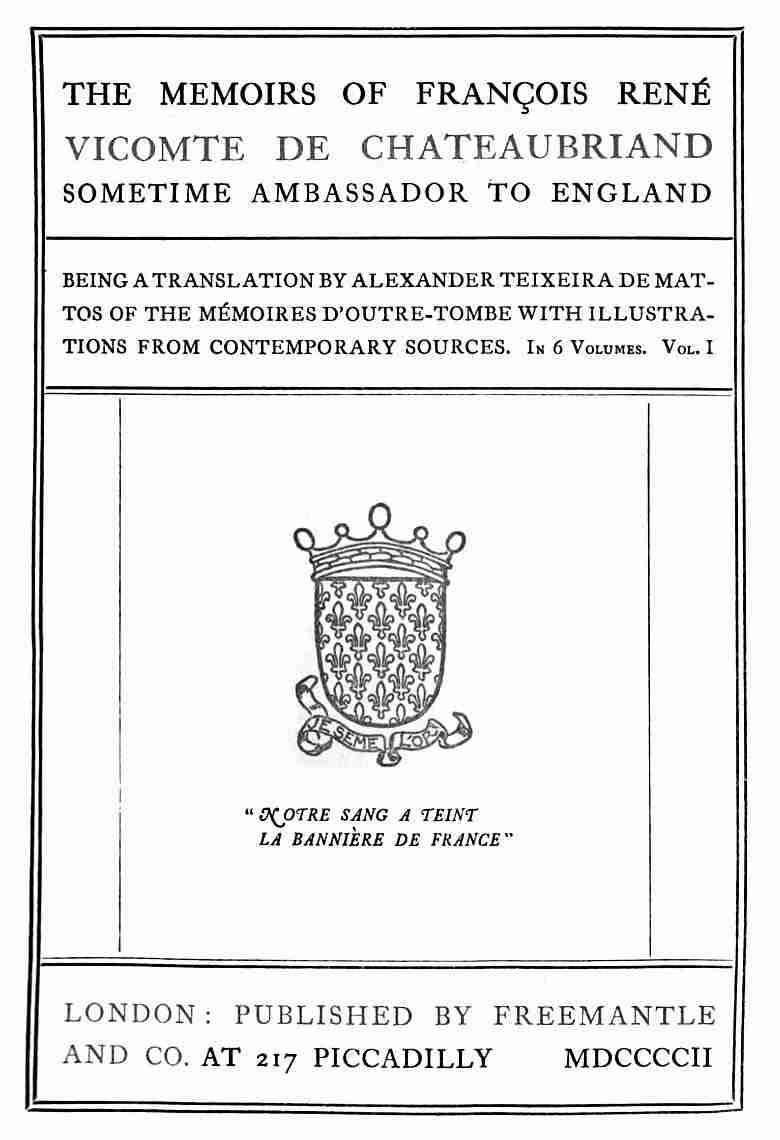 THE MEMOIRS OF FRANÇOIS RENÉ
VICOMTE DE CHATEAUBRIAND
SOMETIME AMBASSADOR TO ENGLAND
BEING A TRANSLATION BY ALEXANDER TEIXEIRA DE MAT-
TOS OF THE MÉMOIRES D'OUTRE-TOMBE WITH ILLUSTRA-
TIONS FROM CONTEMPORARY SOURCES. IN 6 VOLUMES. VOL. I
JE SEME L'OR
"NOTRE SANG A TEINT
LA BANNIÈRE DE FRANCE"
LONDON: PUBLISHED BY FREEMANTLE
AND CO. AT 217 PICCADILLY MDCCCCII